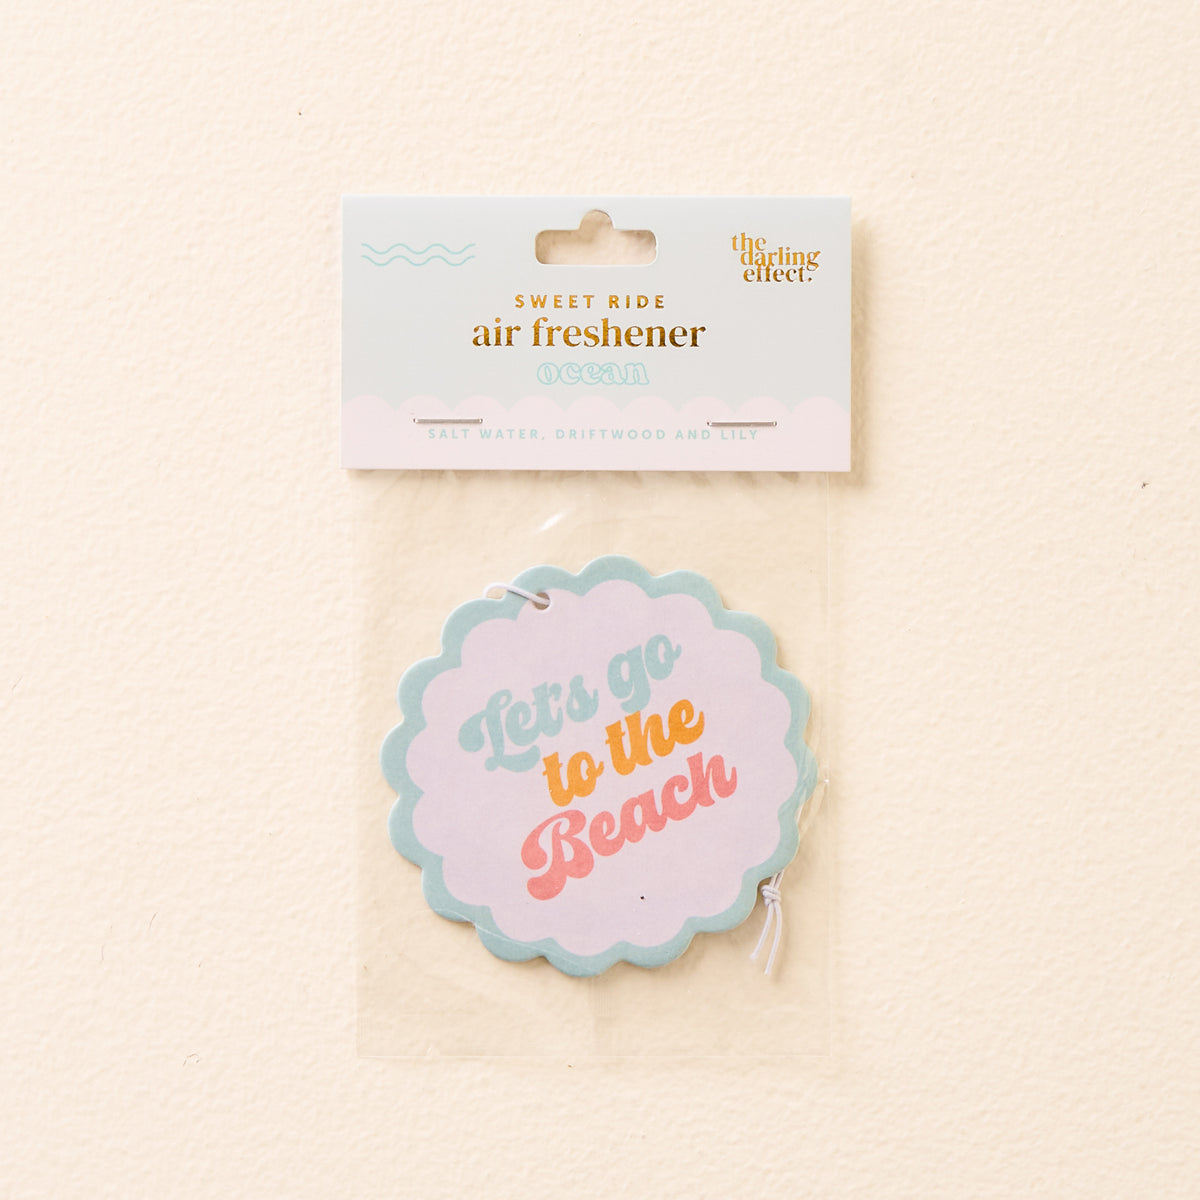 the
darling
effect.
SWEET RIDE
air freshener
ocean
SALT WATER, DRIFTWOOD AND LILY
Let's go
to the
Beach